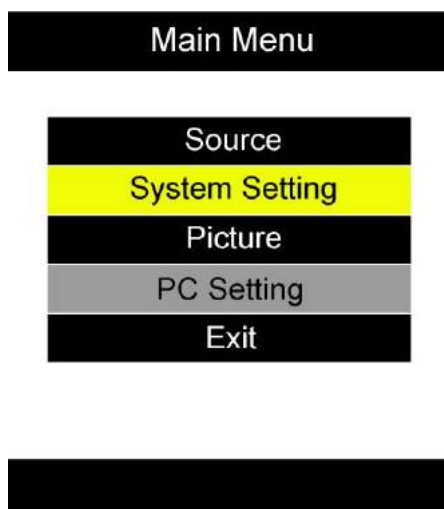 Main Menu
Source
System Setting
Picture
PC Setting
Exit